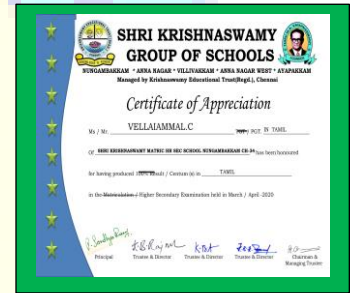 SHRI KRISHNASWAMY
GROUP OF SCHOOLS
NUNGAMBAKKAM * ANNA NAGAR * VILLIVAKKAM * ANNA NAGAR WEST * AYAPAKKAM
Managed by Krishnaswamy Educational Trust(Regd.), Chennai
Certificate of Appreciation
Ms / Mr. VELLAIAMMAL.C TGT / PGT IN TAMIL
Of SHRI KRISHNASWAMY MATRIC HR SEC SCHOOL NUNGAMBAKKAM CH-34 has been honoured
for having produced 100% Result / Centum (s) in TAMIL
in the Matriculation / Higher Secondary Examination held in March / April -2020
Principal Trustee & Director Trustee & Director Trustee & Director Chairman &
Managing Trustee